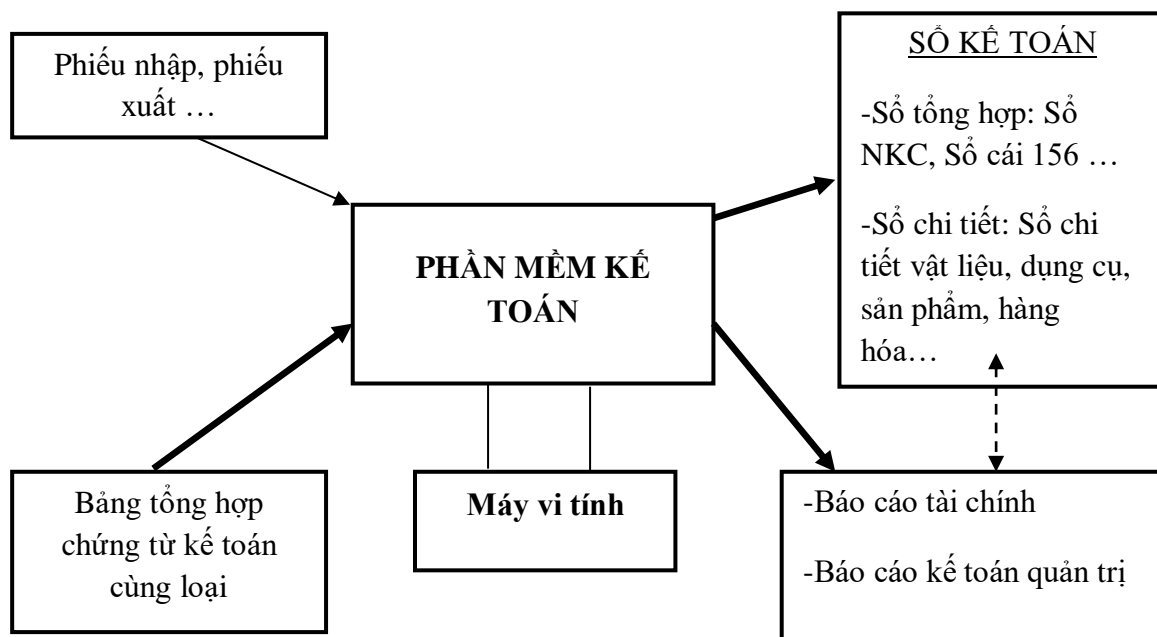 Phiếu nhập, phiếu
xuất …
SỔ KẾ TOÁN
-Sổ tổng hợp: Sổ
NKC, Sổ cái 156 …
-Sổ chi tiết: Sổ chi
tiết vật liệu, dụng cụ,
sản phẩm, hàng
hóa…
PHẦN MỀM KẾ
TOÁN
Bảng tổng hợp
chứng từ kế toán
cùng loại
Máy vi tính
-Báo cáo tài chính
-Báo cáo kế toán quản trị